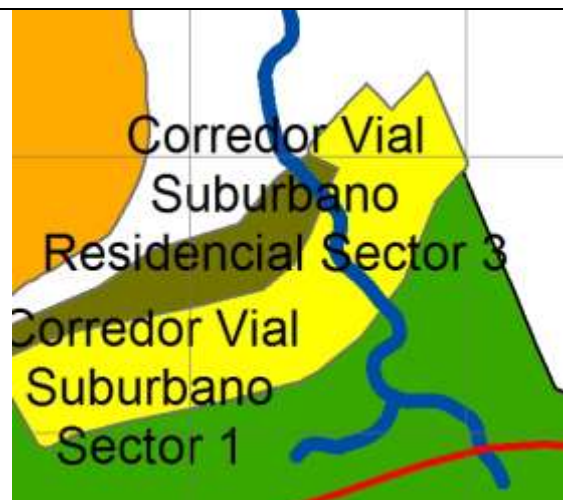 Corredor Vial
Suburbano
Residencial Sector 3
Corredor Vial
Suburbano
Sector 1